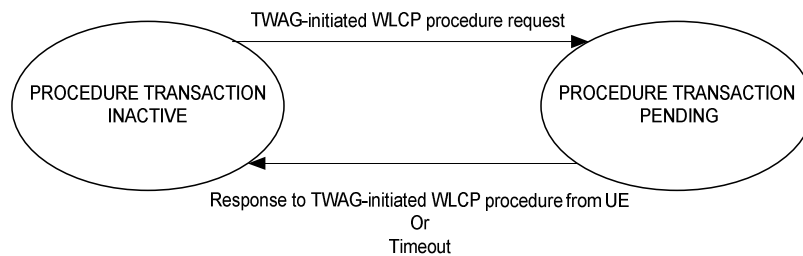 TWAG-initiated WLCP procedure request
PROCEDURE TRANSACTION
INACTIVE
PROCEDURE TRANSACTION
PENDING
Response to TWAG-initiated WLCP procedure from UE
Or
Timeout